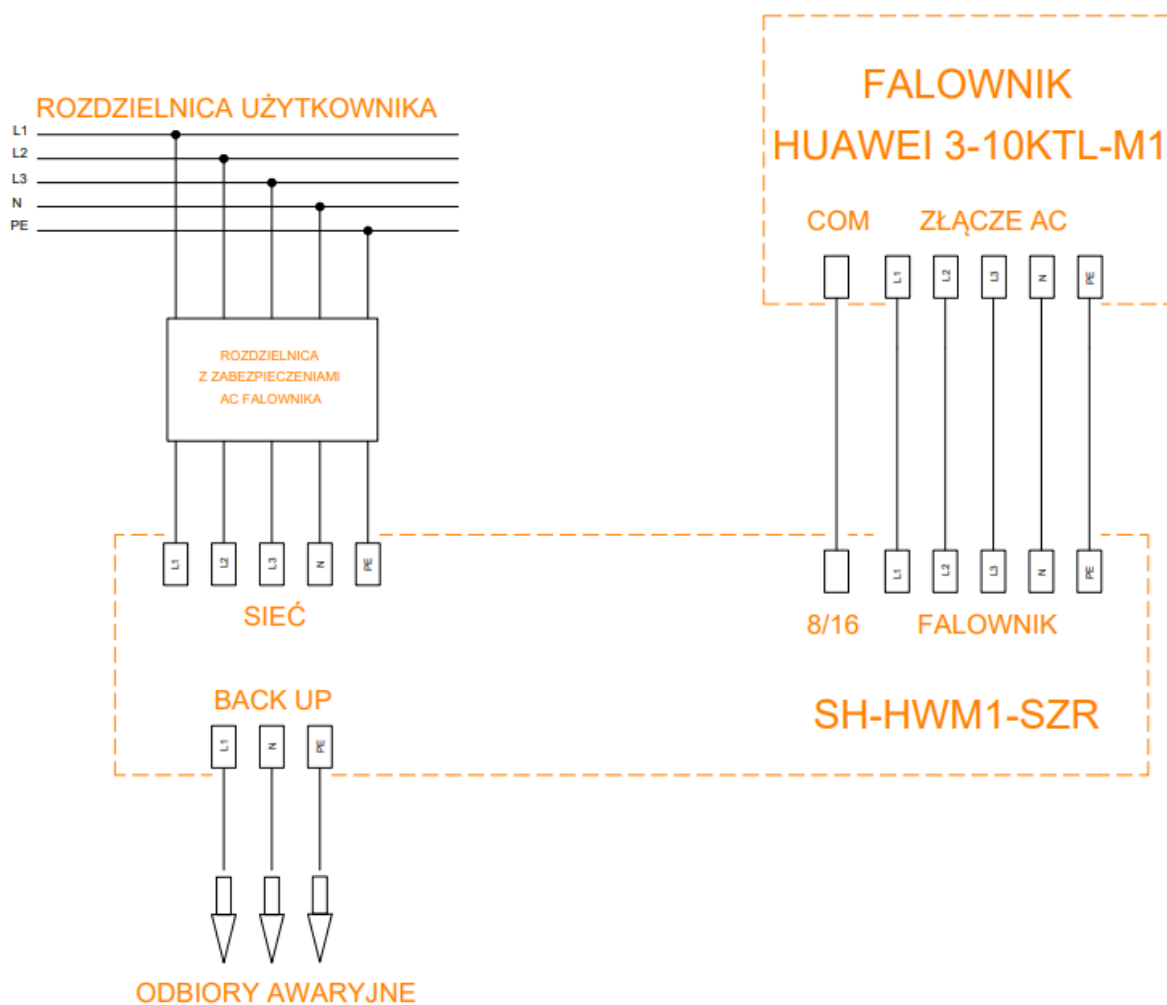 FALOWNIK
HUAWEI 3-10KTL-M1
COM ZŁĄCZE AC
L1 L2 L3 N PE
ROZDZIELNICA UŻYTKOWNIKA
L1
L2
L3
N
PE
ROZDZIELNICA
Z ZABEZPIECZENIAMI
AC FALOWNIKA
L1 L2 L3 N PE
SIEĆ
L1 L2 L3 N PE
8/16 FALOWNIK
BACK UP
L1 N PE
SH-HWM1-SZR
ODBIORY AWARYJNE